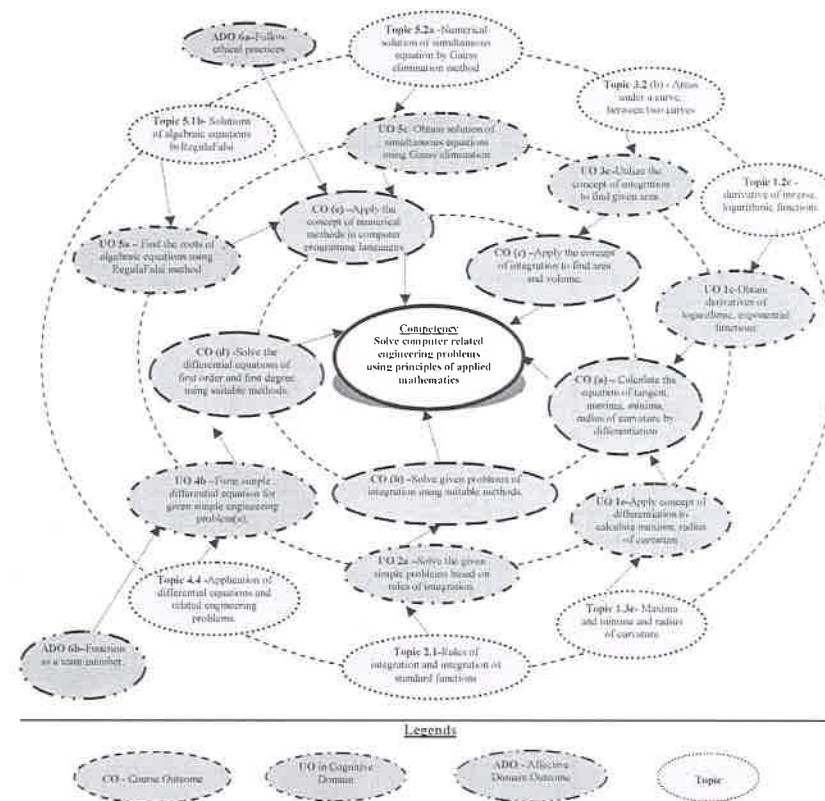 ADO 6a–Follow
ethical practices
Topic 5.2a -Numerical
solution of simultaneous
equation by Gauss
elimination method
Topic 3.2 (b) - Areas
under a curve,
between two curves
Topic 5.1b- Solutions
of algebraic equations
by RegulaFalsi
UO 5c- Obtain solution of
simultaneous equations
using Gauss elimination
UO 3c-Utilize the
concept of integration
to find given area
Topic 1.2c -
derivative of inverse,
logarithmic functions
CO (e) –Apply the
concept of numerical
methods in computer
programing languages
UO 5a – Find the roots of
algebraic equations using
RegulaFalsi method
CO (c) –Apply the concept
of integration to find area
and volume.
UO 1c-Obtain
derivatives of
logarithmic, exponential
functions
Competency
Solve computer related
engineering problems
using principles of applied
mathematics
CO (d) -Solve the
differential equations of
first order and first degree
using suitable methods.
CO (a) – Calculate the
equation of tangent,
maxima, minima,
radius of curvature by
differentiation
CO (b) –Solve given problems of
integration using suitable methods.
UO 4b – Form simple
differential equation for
given simple engineering
problem(s).
UO 1e-Apply concept of
differentiation to
calculate maxima, radius
of curvature
UO 2a –Solve the given
simple problems based on
rules of integration.
Topic 4.4 -Application of
differential equations and
related engineering
problems.
Topic 1.3e- Maxima
and minima and radius
of curvature
ADO 6b–Function
as a team member
Topic 2.1-Rules of
integration and integration of
standard functions
Legends
CO - Course Outcome
UO in Cognitive
Domain
ADO - Affective
Domain Outcome
Topic